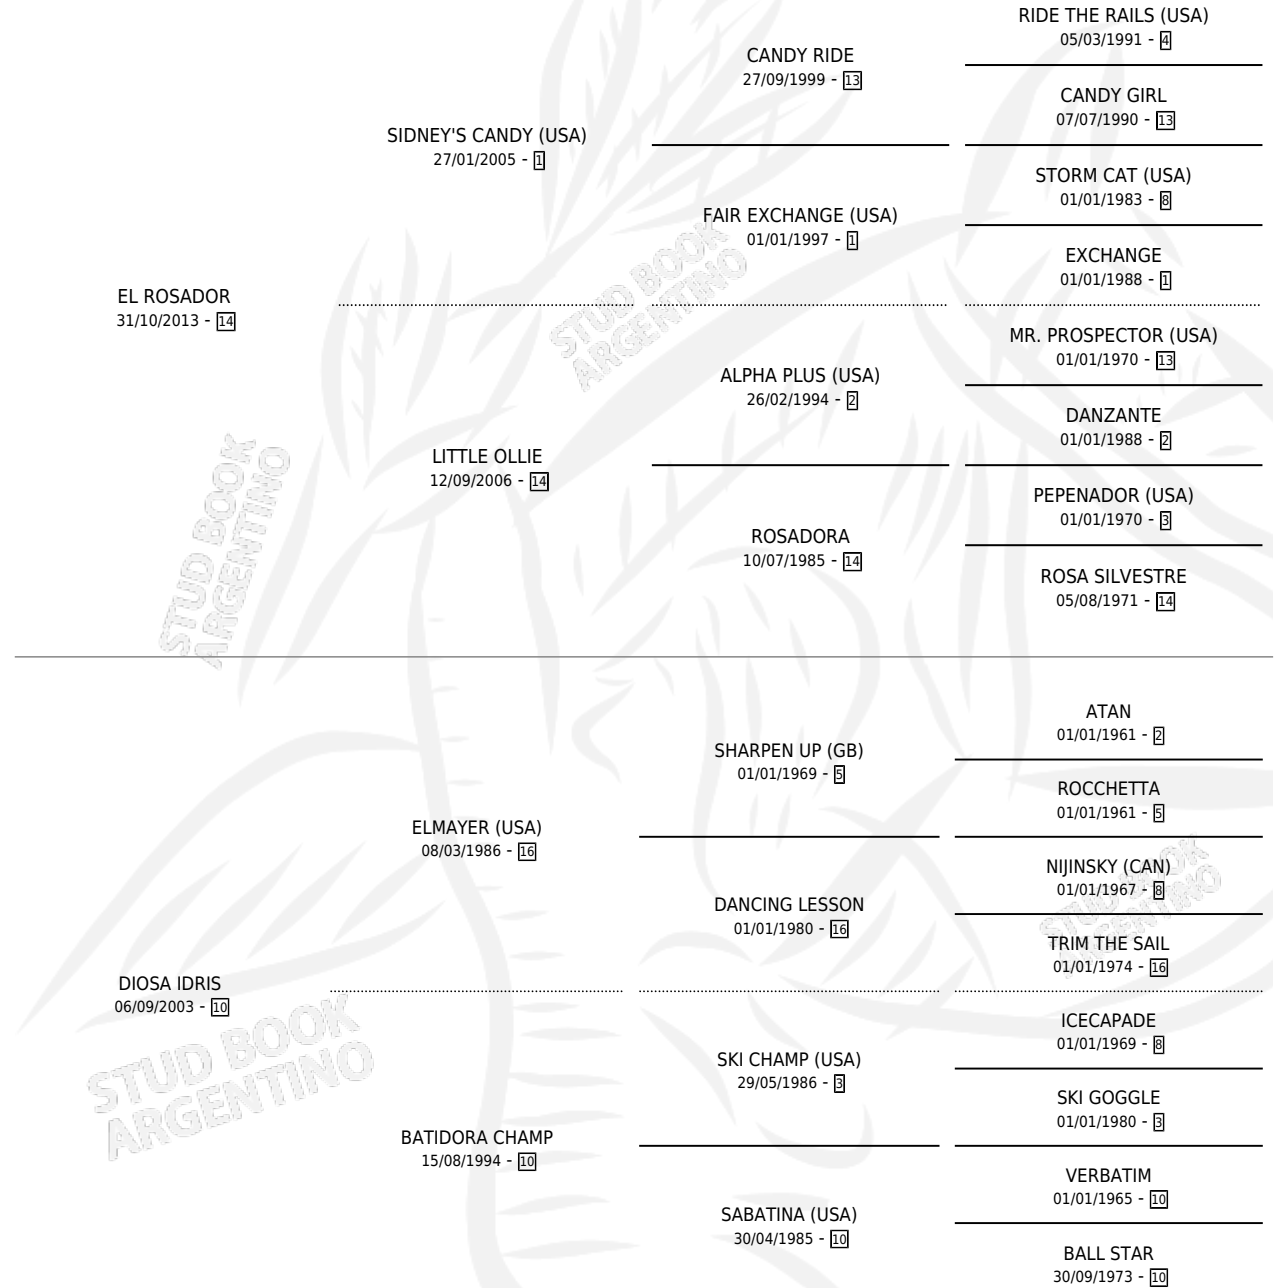 RIDE THE RAILS (USA)
05/03/1991 - 4
CANDY RIDE
27/09/1999 - 13
CANDY GIRL
07/07/1990 - 13
SIDNEY'S CANDY (USA)
27/01/2005 - 1
STORM CAT (USA)
01/01/1983 - 8
FAIR EXCHANGE (USA)
01/01/1997 - 1
EXCHANGE
01/01/1988 - 1
EL ROSADOR
31/10/2013 - 14
STUD BOOK
ARGENTINO
MR. PROSPECTOR (USA)
01/01/1970 - 13
ALPHA PLUS (USA)
26/02/1994 - 2
DANZANTE
01/01/1988 - 2
LITTLE OLLIE
12/09/2006 - 14
PEPENADOR (USA)
01/01/1970 - 3
ROSADORA
10/07/1985 - 14
ROSA SILVESTRE
05/08/1971 - 14
STUD BOOK
ARGENTINO
ATAN
01/01/1961 - 2
SHARPEN UP (GB)
01/01/1969 - 5
ROCCHETTA
01/01/1961 - 5
ELMAYER (USA)
08/03/1986 - 16
NIJINSKY (CAN)
01/01/1967 - 8
DANCING LESSON
01/01/1980 - 16
TRIM THE SAIL
01/01/1974 - 16
STUD BOOK
ARGENTINO
DIOSA IDRIS
06/09/2003 - 10
ICECAPADE
01/01/1969 - 8
SKI CHAMP (USA)
29/05/1986 - 3
SKI GOGGLE
01/01/1980 - 3
STUD BOOK
ARGENTINO
BATIDORA CHAMP
15/08/1994 - 10
VERBATIM
01/01/1965 - 10
SABATINA (USA)
30/04/1985 - 10
BALL STAR
30/09/1973 - 10